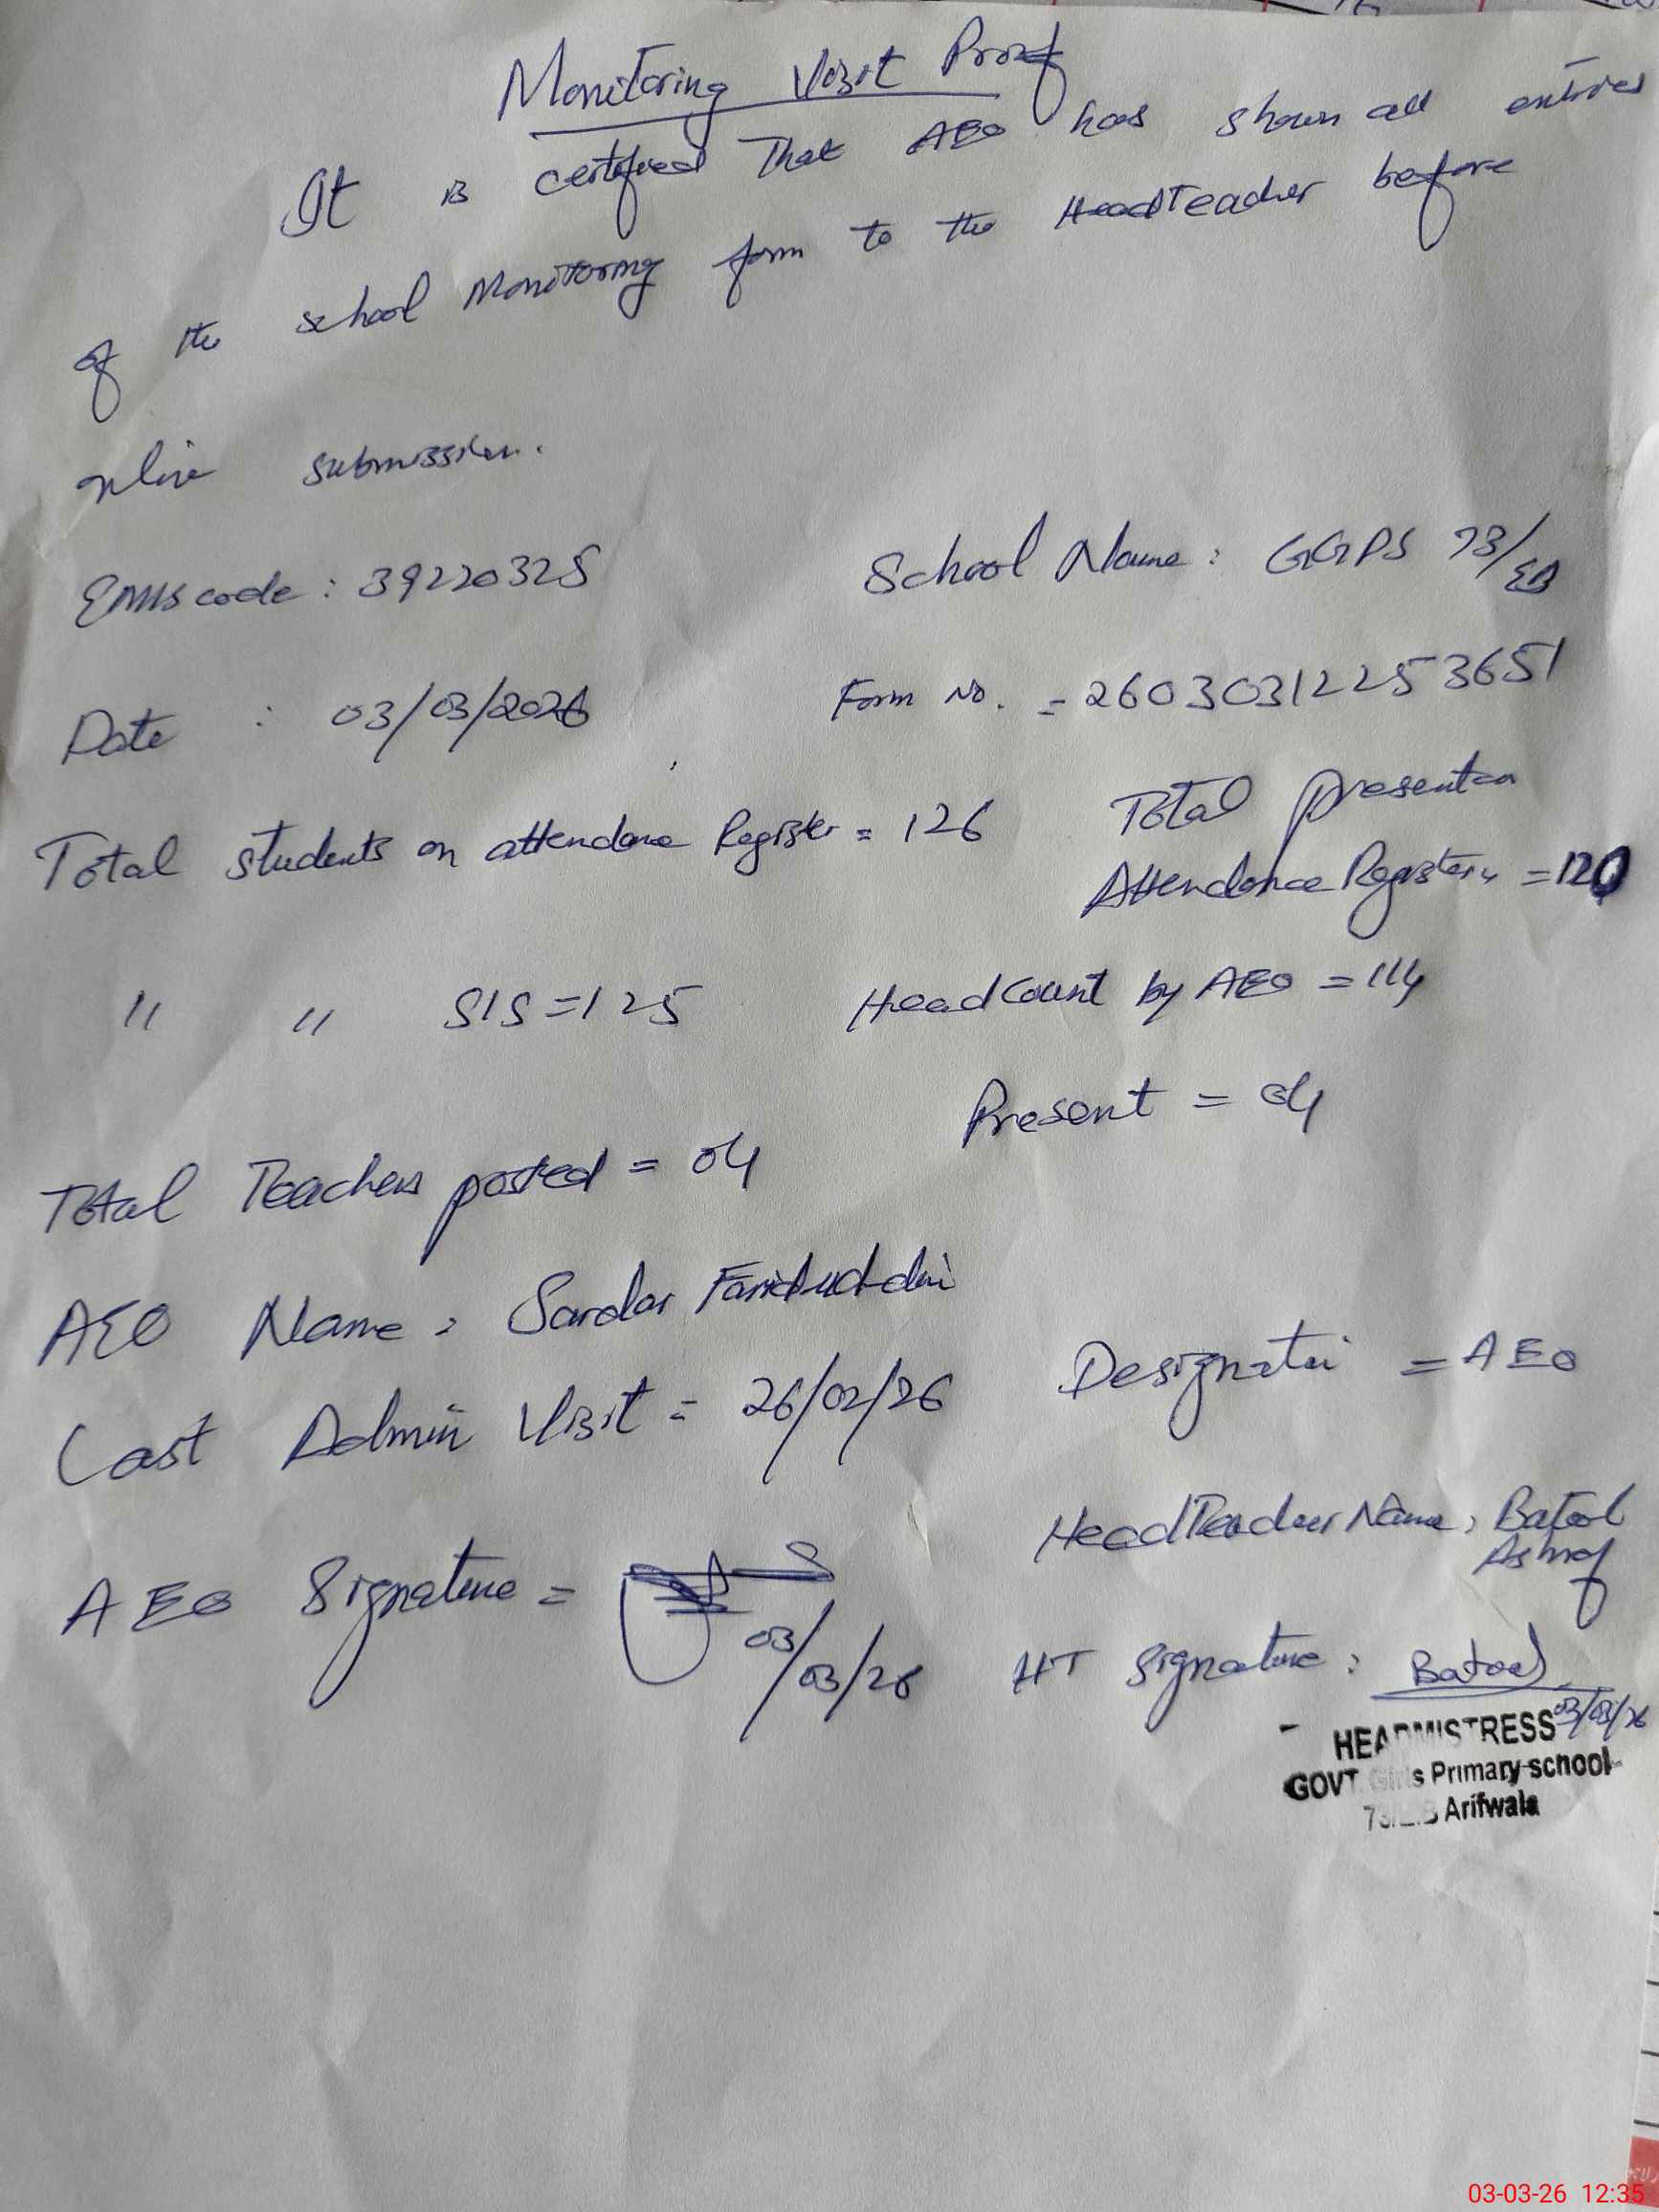 Monitoring Visit Proof
It is certified That AEO has shown all entries
of the school Monitoring form to the HeadTeacher before
online submission.
EMIS code : 39220325 School Name : GGPS 73/EB
Date : 03/03/2026 Form No. = 260303122253651
Total students on attendance Register = 126 Total present on
Attendance Register = 120
" " SIS = 125 Head Count by AEO = 114
Total Teachers posted = 04 Present = 04
AEO Name : Sardar Fariduddin
Last Admin Visit = 26/02/26 Designation = AEO
HeadTeacher Name : Batool
Ashraf
AEO Signature =
03/03/26 HT signature : Batool
03/03/26
HEADMISTRESS
GOVT. Girls Primary school
73/E.B Arifwala
03-03-26 12:35